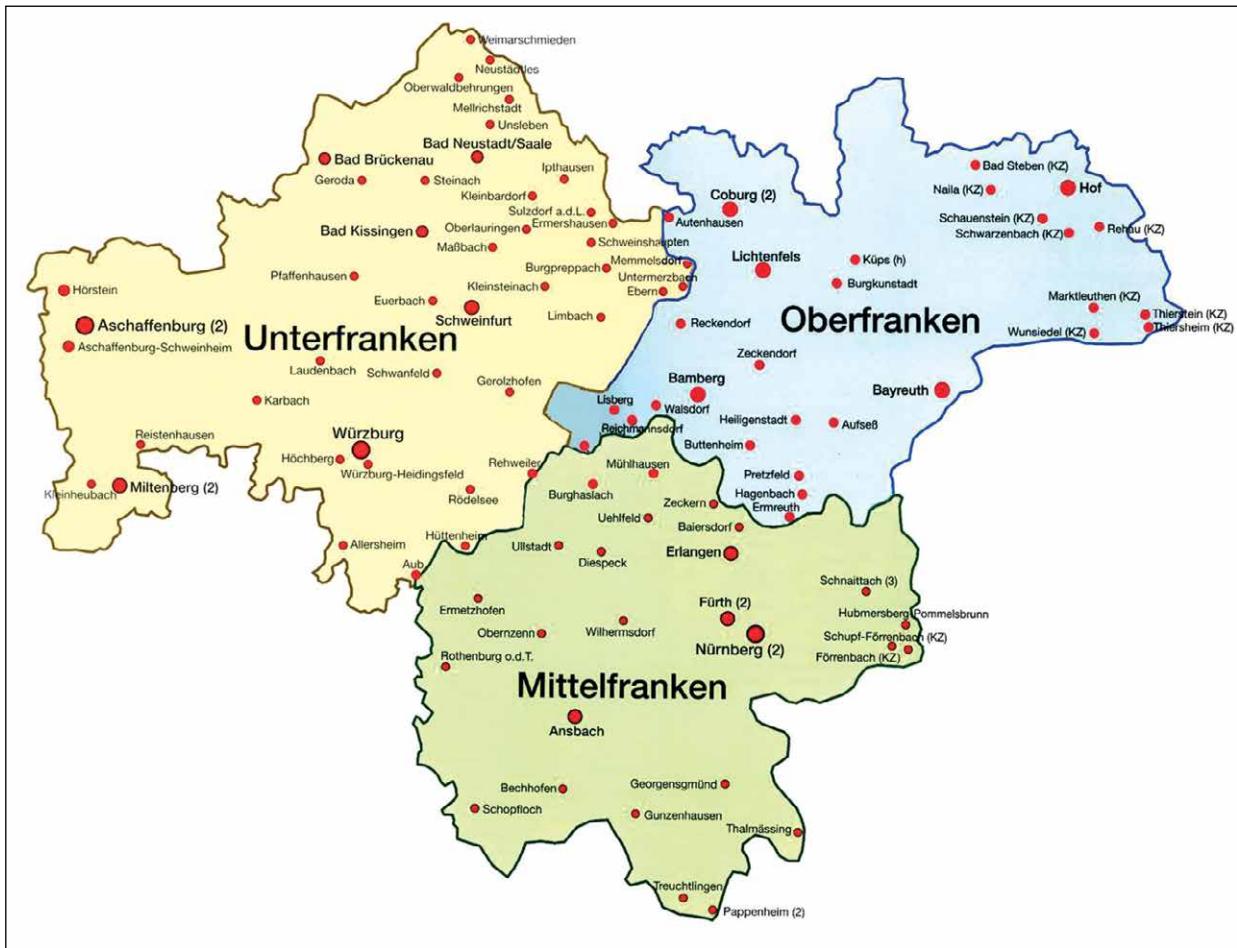 Weimarschmieden
Neustädtles
Oberwaldbehrungen
Mellrichstadt
Unsleben
Bad Neustadt/Saale
Bad Brückenau
Ipthausen
Geroda
Steinach
Kleinbardorf
Sulzdorf a.d.L.
Ermershausen
Bad Kissingen
Oberlauringen
Maßbach
Schweinshaupten
Memmelsdorf
Burgpreppach
Untermerzbach
Pfaffenhausen
Kleinsteinach
Ebern
Hörstein
Euerbach
Schweinfurt
Limbach
Aschaffenburg (2)
Unterfranken
Aschaffenburg-Schweinheim
Laudenbach
Schwanfeld
Gerolzhofen
Karbach
Reistenhausen
Würzburg
Höchberg
Würzburg-Heidingsfeld
Kleinheubach
Miltenberg (2)
Rehweiler
Rödelsee
Allersheim
Hüttenheim
Aub
Bad Steben (KZ)
Naila (KZ)
Hof
Coburg (2)
Autenhausen
Schauenstein (KZ)
Schwarzenbach (KZ)
Rehau (KZ)
Lichtenfels
Küps (h)
Burgkunstadt
Marktleuthen (KZ)
Thierstein (KZ)
Thiersheim (KZ)
Wunsiedel (KZ)
Oberfranken
Reckendorf
Zeckendorf
Bamberg
Bayreuth
Lisberg
Walsdorf
Reichmannsdorf
Heiligenstadt
Aufseß
Buttenheim
Pretzfeld
Hagenbach
Ermreuth
Mühlhausen
Burghaslach
Zeckern
Uehlfeld
Baiersdorf
Ullstadt
Diespeck
Erlangen
Schnaittach (3)
Ermetzhofen
Fürth (2)
Hubmersberg Pommelsbrunn
Obernzenn
Wilhermsdorf
Nürnberg (2)
Schupf-Förrenbach (KZ)
Förrenbach (KZ)
Rothenburg o.d.T.
Mittelfranken
Ansbach
Bechhofen
Georgensgmünd
Schopfloch
Gunzenhausen
Thalmässing
Treuchtlingen
Pappenheim (2)